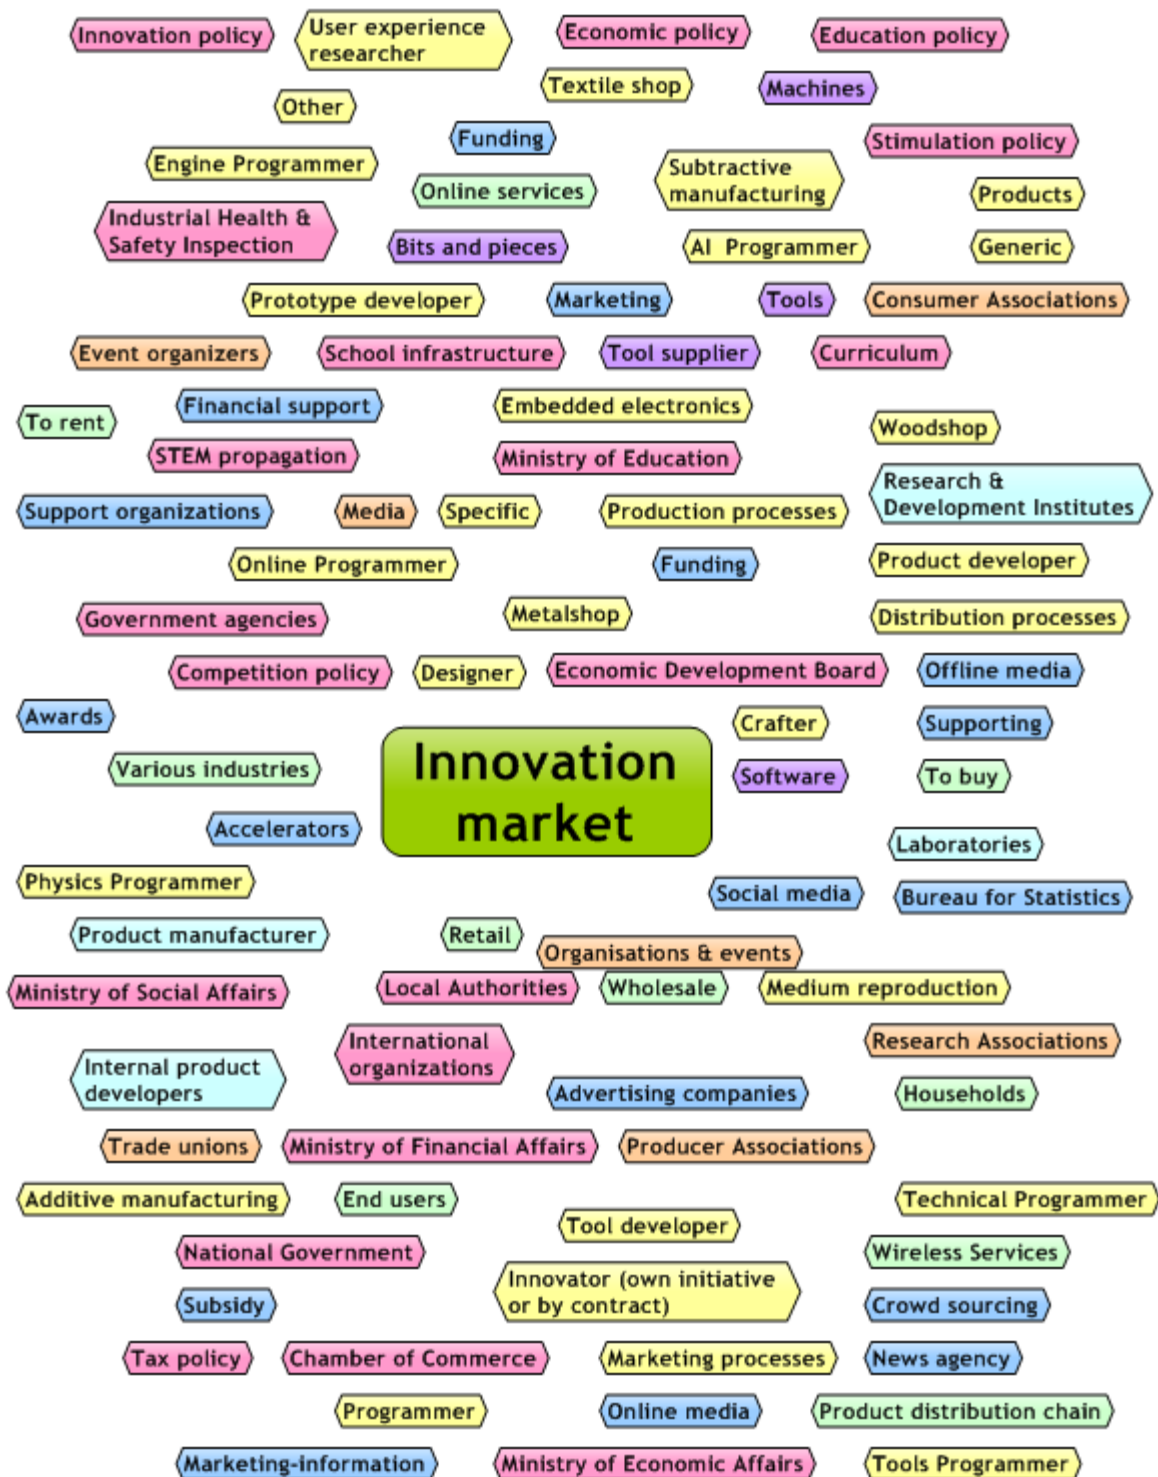 Innovation policy
User experience
researcher
Economic policy
Education policy
Textile shop
Machines
Other
Funding
Stimulation policy
Engine Programmer
Subtractive
manufacturing
Online services
Products
Industrial Health &
Safety Inspection
Bits and pieces
AI  Programmer
Generic
Prototype developer
Marketing
Tools
Consumer Associations
Event organizers
School infrastructure
Tool supplier
Curriculum
Financial support
Embedded electronics
To rent
Woodshop
STEM propagation
Ministry of Education
Research &
Development Institutes
Support organizations
Media
Specific
Production processes
Online Programmer
Funding
Product developer
Government agencies
Metalshop
Distribution processes
Competition policy
Designer
Economic Development Board
Offline media
Awards
Crafter
Supporting
Innovation
market
Various industries
Software
To buy
Accelerators
Laboratories
Physics Programmer
Social media
Bureau for Statistics
Product manufacturer
Retail
Organisations & events
Ministry of Social Affairs
Local Authorities
Wholesale
Medium reproduction
International
organizations
Research Associations
Internal product
developers
Advertising companies
Households
Trade unions
Ministry of Financial Affairs
Producer Associations
Additive manufacturing
End users
Technical Programmer
Tool developer
National Government
Wireless Services
Innovator (own initiative
or by contract)
Subsidy
Crowd sourcing
Tax policy
Chamber of Commerce
Marketing processes
News agency
Programmer
Online media
Product distribution chain
Marketing-information
Ministry of Economic Affairs
Tools Programmer